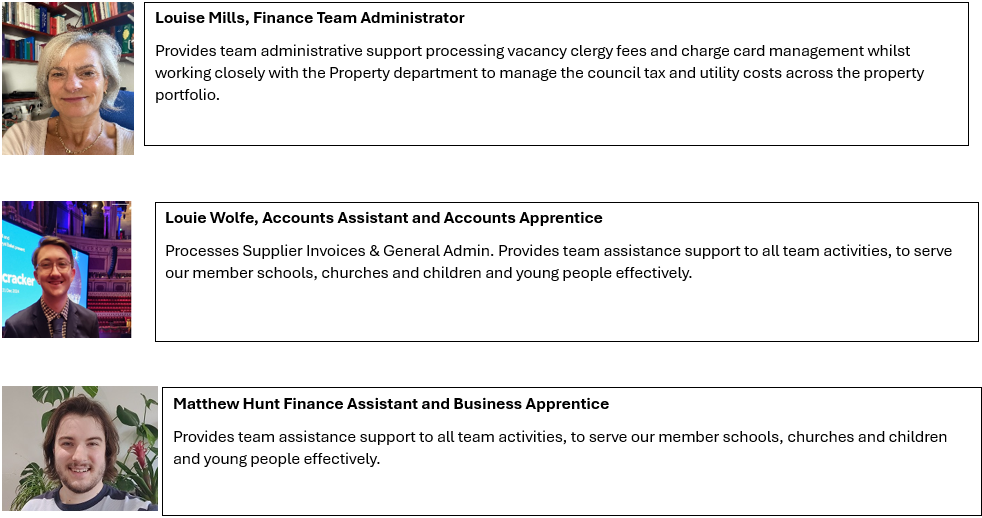 Louise Mills, Finance Team Administrator
Provides team administrative support processing vacancy clergy fees and charge card management whilst
working closely with the Property department to manage the council tax and utility costs across the property
portfolio.
cracker
Louie Wolfe, Accounts Assistant and Accounts Apprentice
Processes Supplier Invoices & General Admin. Provides team assistance support to all team activities, to serve
our member schools, churches and children and young people effectively.
Matthew Hunt Finance Assistant and Business Apprentice
Provides team assistance support to all team activities, to serve our member schools, churches and children
and young people effectively.